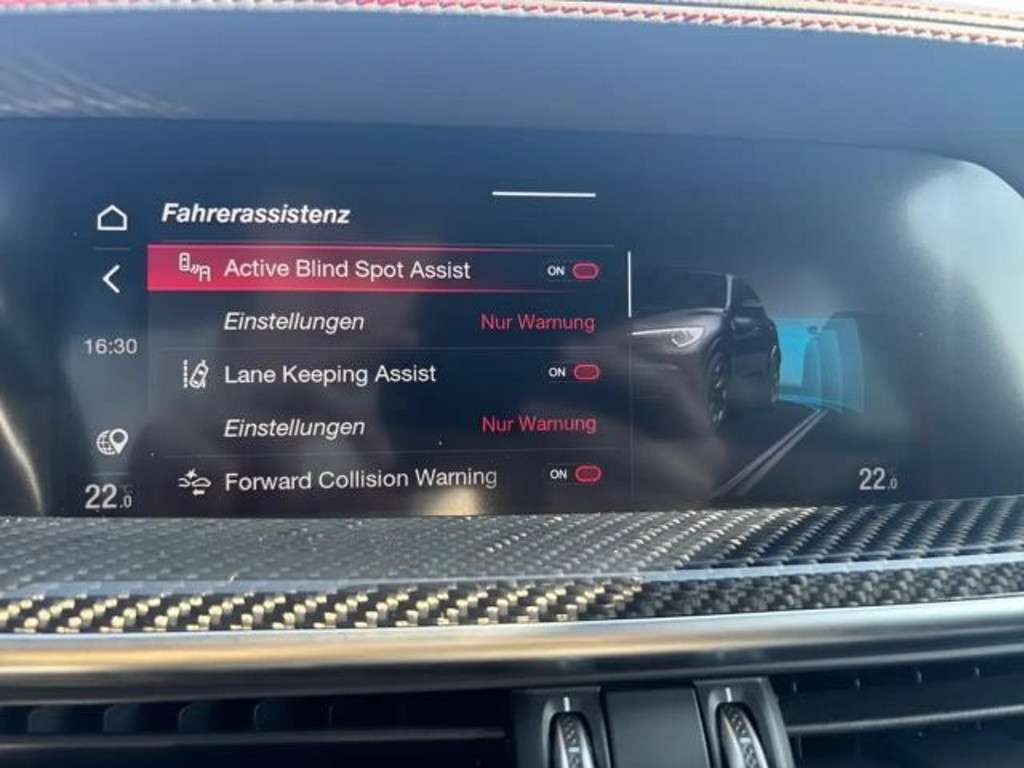 Fahrerassistenz
Active Blind Spot Assist ON
Einstellungen Nur Warnung
16:30
Lane Keeping Assist ON
Einstellungen Nur Warnung
Forward Collision Warning ON
22.0 °C 22.0